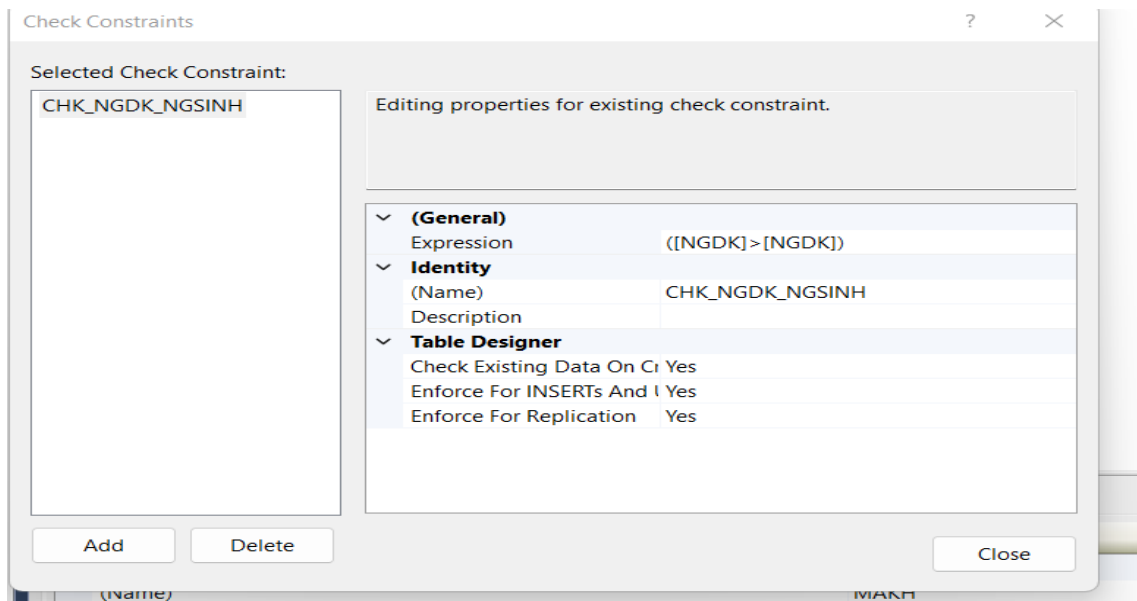 Check Constraints ? ×
Selected Check Constraint:
CHK_NGDK_NGSINH
Editing properties for existing check constraint.
(General)
Expression ([NGDK]>[NGDK])
Identity
(Name) CHK_NGDK_NGSINH
Description
Table Designer
Check Existing Data On Cr Yes
Enforce For INSERTs And U Yes
Enforce For Replication Yes
Add Delete
Close
(Name) MAKH